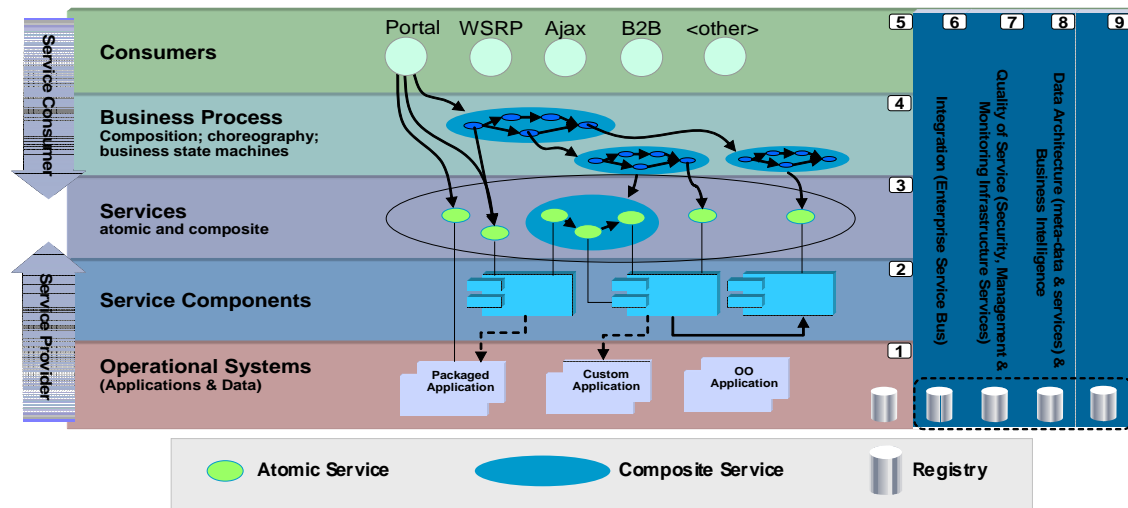 Portal
WSRP
Ajax
B2B
<other>
5
6
7
8
9
Consumers
Service Consumer
4
Business Process
Composition; choreography;
business state machines
3
Services
atomic and composite
2
Service Components
Service Provider
1
Operational Systems
(Applications & Data)
Packaged
Application
Custom
Application
OO
Application
Integration (Enterprise Service Bus)
Quality of Service (Security, Management &
Monitoring Infrastructure Services)
Data Architecture (meta-data & services) &
Business Intelligence
Atomic Service
Composite Service
Registry